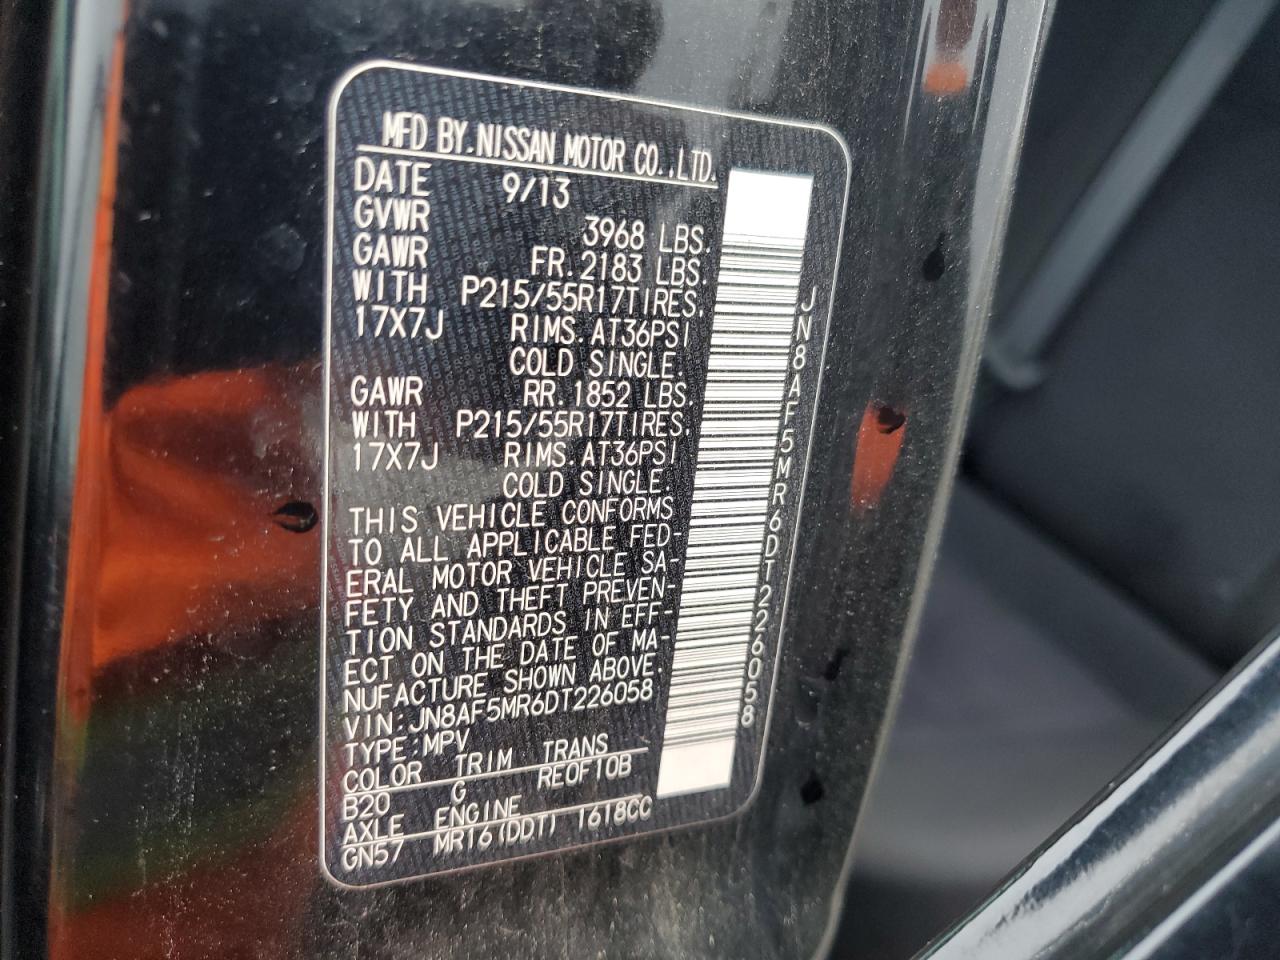 MFD BY.NISSAN MOTOR CO.,LTD.
DATE 9/13
GVWR 3968 LBS.
GAWR FR.2183 LBS.
WITH P215/55R17TIRES.
17X7J RIMS.AT36PSI
COLD SINGLE.
GAWR RR.1852 LBS.
WITH P215/55R17TIRES.
17X7J RIMS.AT36PSI
COLD SINGLE.
THIS VEHICLE CONFORMS
TO ALL APPLICABLE FED-
ERAL MOTOR VEHICLE SA-
FETY AND THEFT PREVEN-
TION STANDARDS IN EFF-
ECT ON THE DATE OF MA-
NUFACTURE SHOWN ABOVE.
VIN:JN8AF5MR6DT226058
TYPE:MPV
COLOR TRIM TRANS
B20 G RE0F10B
AXLE ENGINE
GN57 MR16(DDT) 1618CC
JN8AF5MR6DT226058